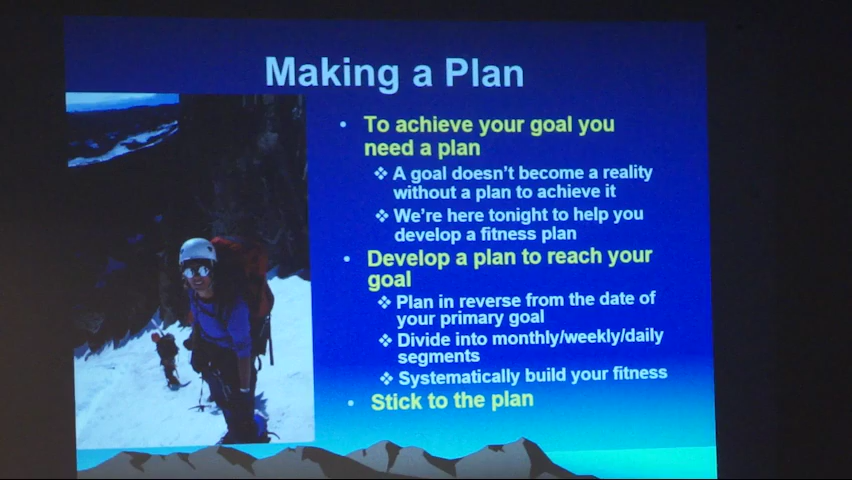 Making a Plan
• To achieve your goal you
need a plan
❖ A goal doesn't become a reality
without a plan to achieve it
❖ We're here tonight to help you
develop a fitness plan
• Develop a plan to reach your
goal
❖ Plan in reverse from the date of
your primary goal
❖ Divide into monthly/weekly/daily
segments
❖ Systematically build your fitness
• Stick to the plan